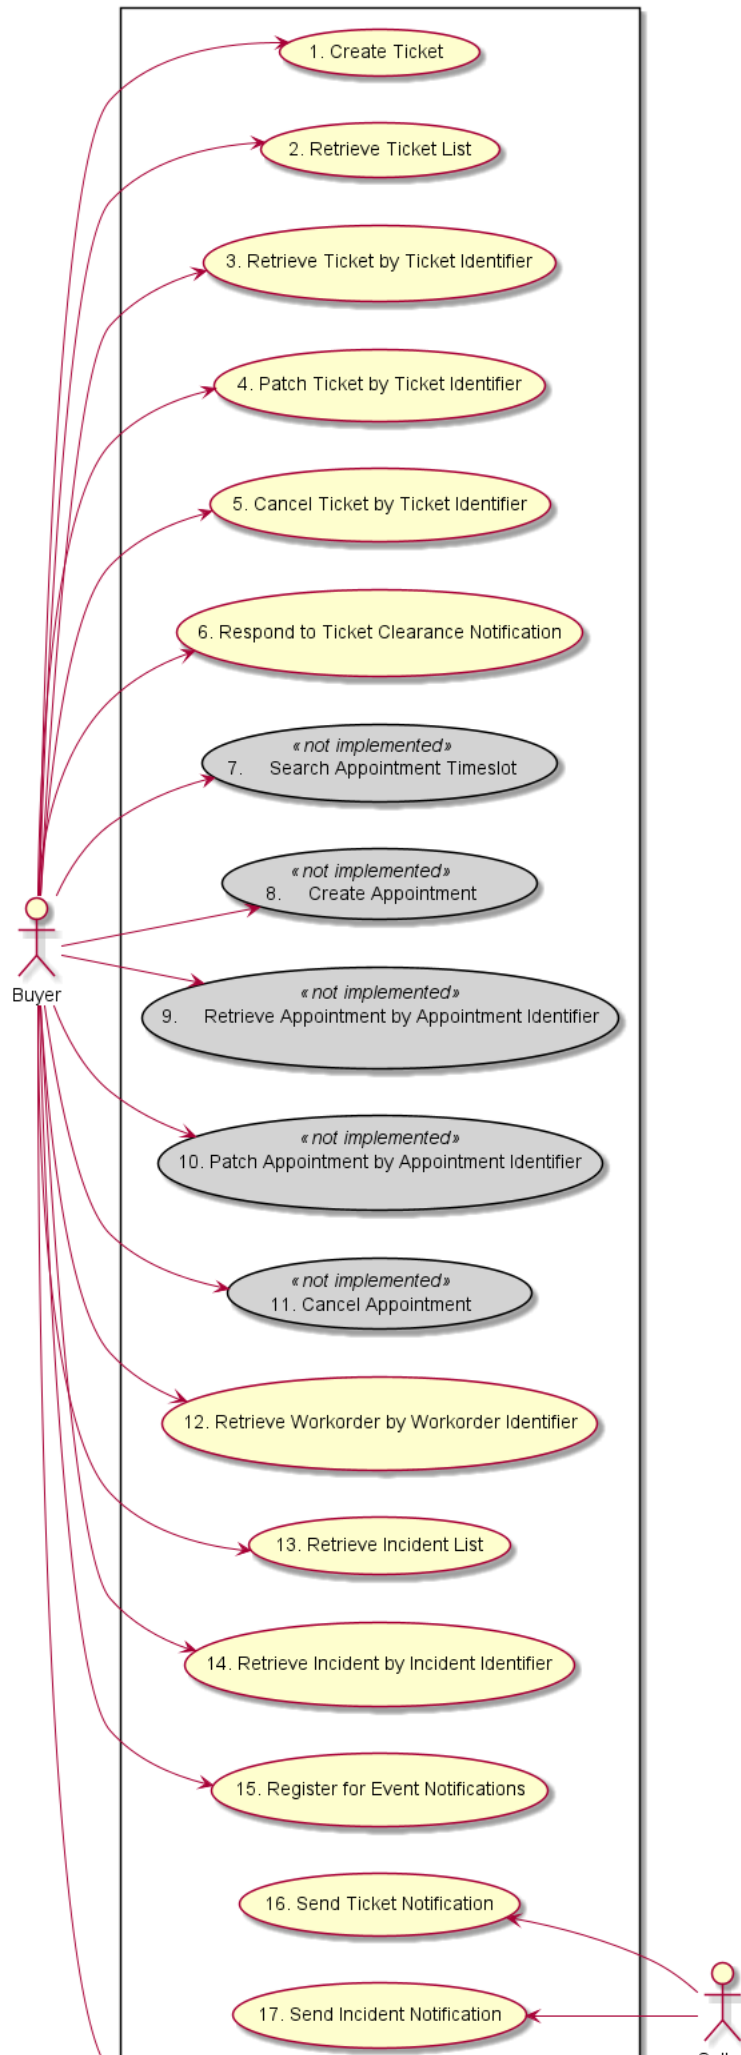 1. Create Ticket
2. Retrieve Ticket List
3. Retrieve Ticket by Ticket Identifier
4. Patch Ticket by Ticket Identifier
5. Cancel Ticket by Ticket Identifier
6. Respond to Ticket Clearance Notification
«not implemented»
7. Search Appointment Timeslot
«not implemented»
8. Create Appointment
Buyer
«not implemented»
9. Retrieve Appointment by Appointment Identifier
«not implemented»
10. Patch Appointment by Appointment Identifier
«not implemented»
11. Cancel Appointment
12. Retrieve Workorder by Workorder Identifier
13. Retrieve Incident List
14. Retrieve Incident by Incident Identifier
15. Register for Event Notifications
16. Send Ticket Notification
17. Send Incident Notification